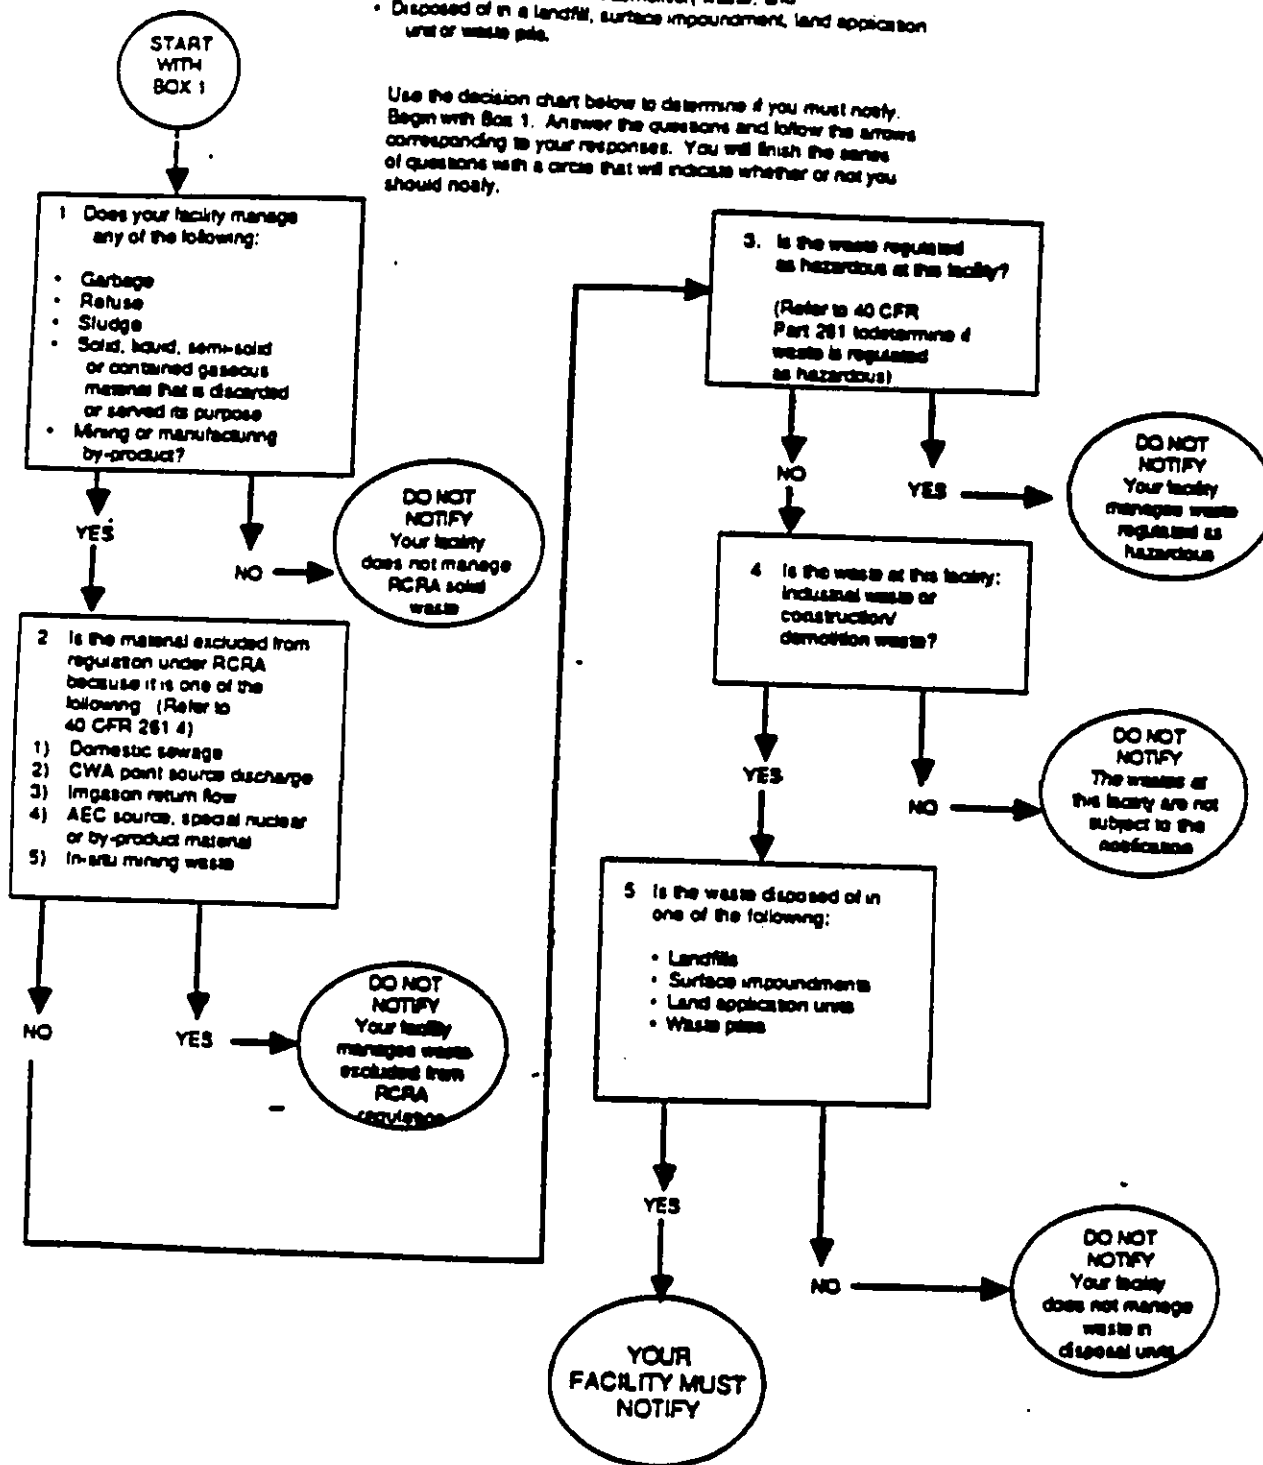 • Disposed of in a landfill, surface impoundment, land application
unit or waste pile.
Use the decision chart below to determine if you must notify.
Begin with Box 1. Answer the questions and follow the arrows
corresponding to your responses. You will finish the series
of questions with a circle that will indicate whether or not you
should notify.
START
WITH
BOX 1
1 Does your facility manage
any of the following:
• Garbage
• Refuse
• Sludge
• Solid, liquid, semi-solid
or contained gaseous
material that is discarded
or served its purpose
• Mining or manufacturing
by-product?
YES
NO
DO NOT
NOTIFY
Your facility
does not manage
RCRA solid
waste
2 Is the material excluded from
regulation under RCRA
because it is one of the
following (Refer to
40 CFR 261 4)
1) Domestic sewage
2) CWA point source discharge
3) Irrigation return flow
4) AEC source, special nuclear
or by-product material
5) In-situ mining waste
NO
YES
DO NOT
NOTIFY
Your facility
manages waste
excluded from
RCRA
regulation
3. Is the waste regulated
as hazardous at this facility?
(Refer to 40 CFR
Part 261 todetermine if
waste is regulated
as hazardous)
NO
YES
DO NOT
NOTIFY
Your facility
manages waste
regulated as
hazardous
4 Is the waste at this facility:
industrial waste or
construction/
demolition waste?
YES
NO
DO NOT
NOTIFY
The wastes at
this facility are not
subject to the
notification
5 Is the waste disposed of in
one of the following:
• Landfills
• Surface impoundments
• Land application units
• Waste piles
YES
NO
DO NOT
NOTIFY
Your facility
does not manage
waste in
disposal units
YOUR
FACILITY MUST
NOTIFY